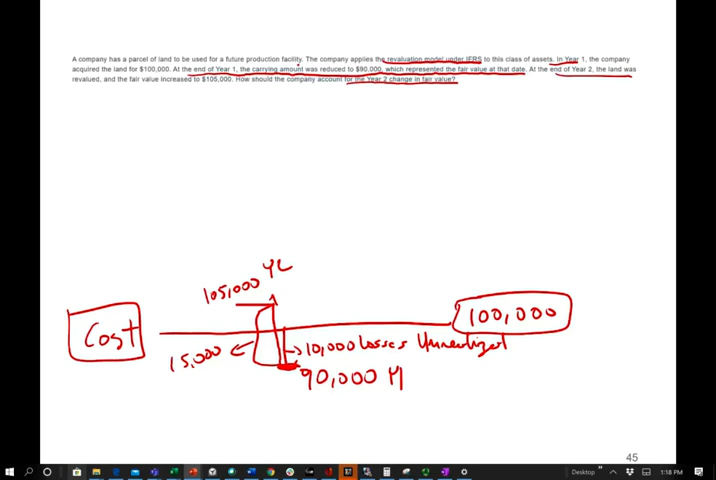 A company has a parcel of land to be used for a future production facility. The company applies the revaluation model under IFRS to this class of assets. In Year 1, the company
acquired the land for $100,000. At the end of Year 1, the carrying amount was reduced to $90,000, which represented the fair value at that date. At the end of Year 2, the land was
revalued, and the fair value increased to $105,000. How should the company account for the Year 2 change in fair value?
105,000 Y2
100,000
Cost
15,000
10,000 losses Unrealized
90,000 Y1
45
Desktop
1:18 PM